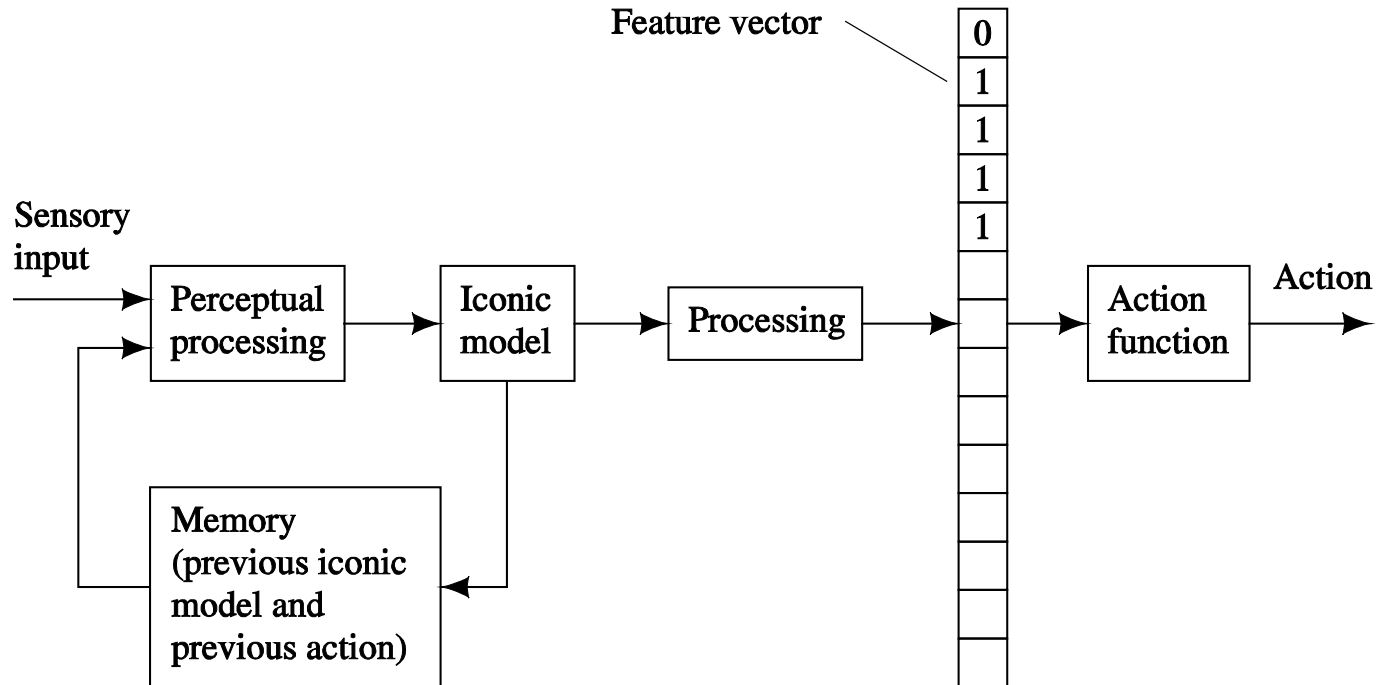 Feature vector
0
1
1
1
1
Sensory
input
Perceptual
processing
Iconic
model
Processing
Action
function
Action
Memory
(previous iconic
model and
previous action)